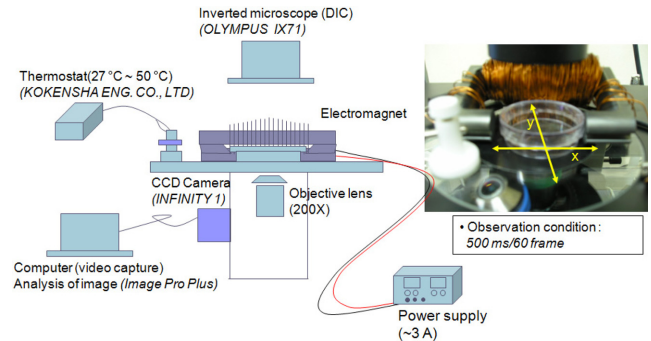 Inverted microscope (DIC)
(OLYMPUS IX71)
Thermostat(27 °C ~ 50 °C)
(KOKENSHA ENG. CO., LTD)
Electromagnet
CCD Camera
(INFINITY 1)
Objective lens
(200X)
Computer (video capture)
Analysis of image (Image Pro Plus)
Power supply
(~3 A)
y
x
• Observation condition :
500 ms/60 frame